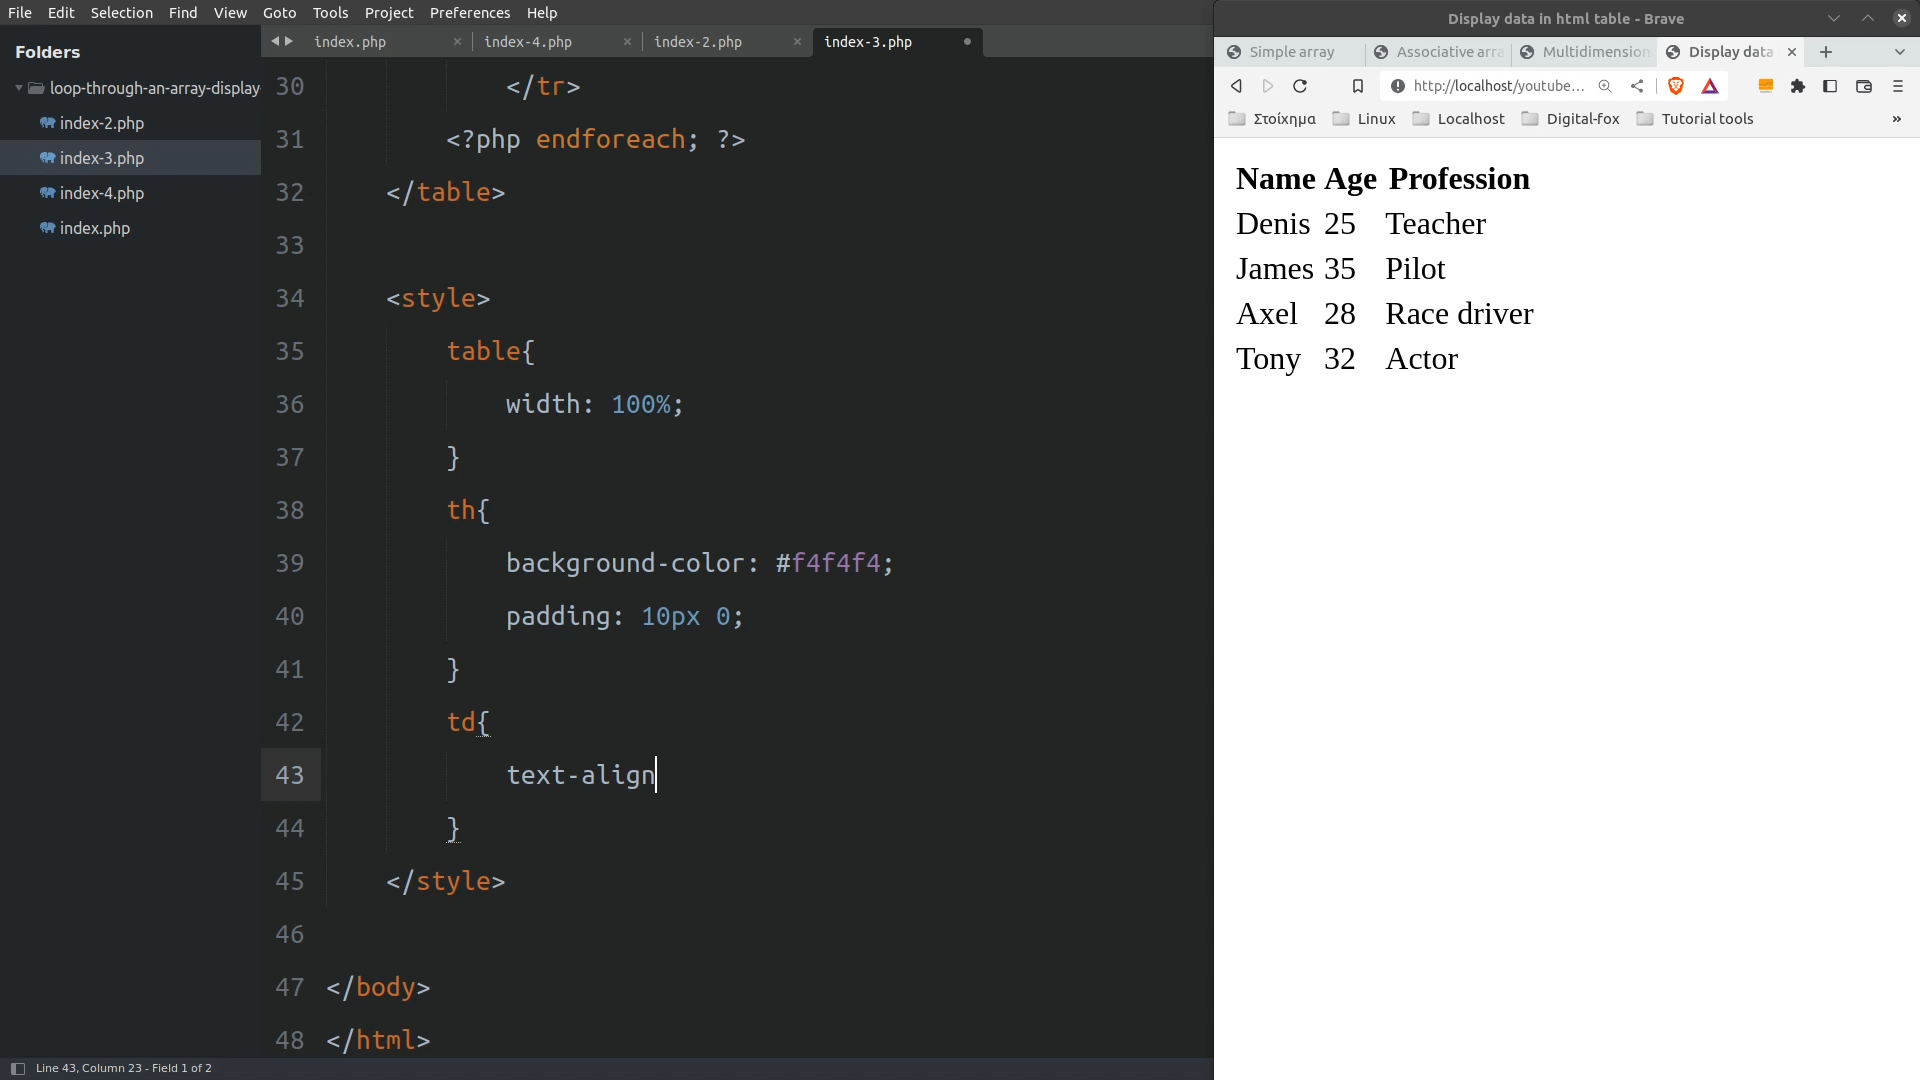 File Edit Selection Find View Goto Tools Project Preferences Help
Folders
loop-through-an-array-display
index-2.php
index-3.php
index-4.php
index.php
index.php × index-4.php × index-2.php × index-3.php
30 </tr>
31 <?php endforeach; ?>
32 </table>
33
34 <style>
35 table{
36 width: 100%;
37 }
38 th{
39 background-color: #f4f4f4;
40 padding: 10px 0;
41 }
42 td{
43 text-align
44 }
45 </style>
46
47 </body>
48 </html>
Line 43, Column 23 - Field 1 of 2
Display data in html table - Brave
Simple array Associative arra Multidimension Display data
http://localhost/youtube...
Στοίχημα Linux Localhost Digital-fox Tutorial tools »
Name Age Profession
Denis 25 Teacher
James 35 Pilot
Axel 28 Race driver
Tony 32 Actor